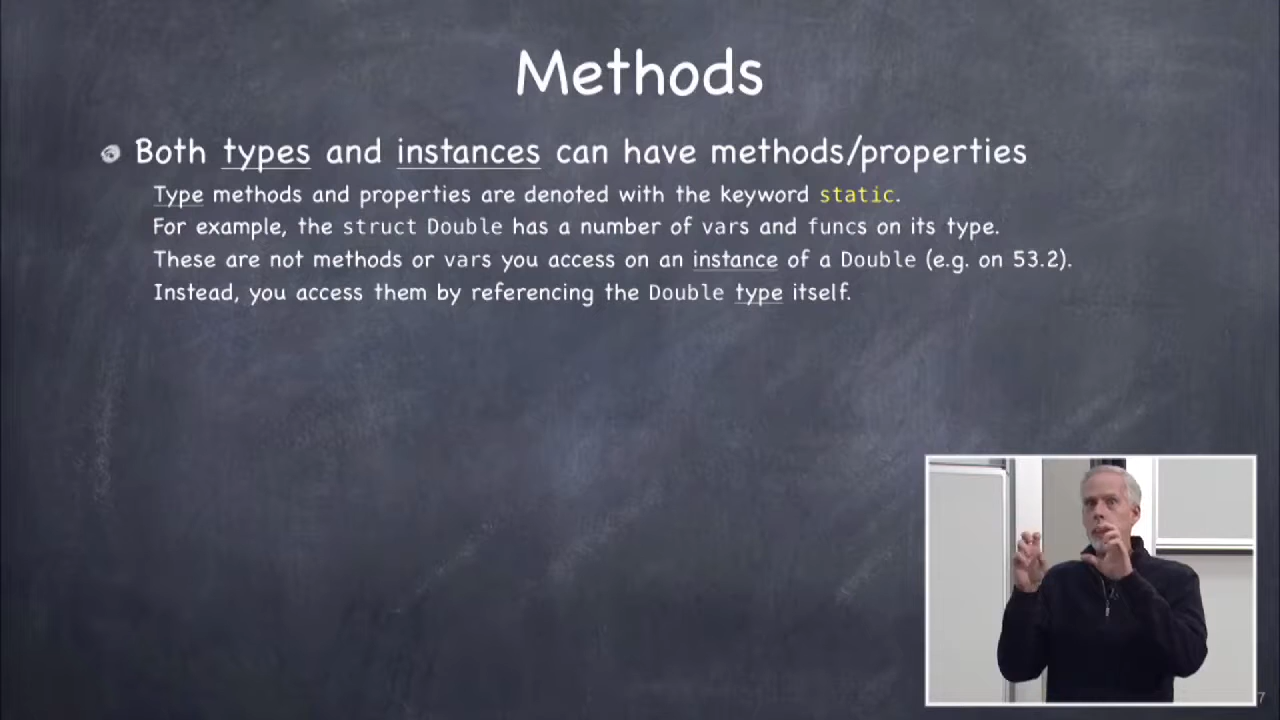 Methods
Both types and instances can have methods/properties
Type methods and properties are denoted with the keyword static.
For example, the struct Double has a number of vars and funcs on its type.
These are not methods or vars you access on an instance of a Double (e.g. on 53.2).
Instead, you access them by referencing the Double type itself.
7